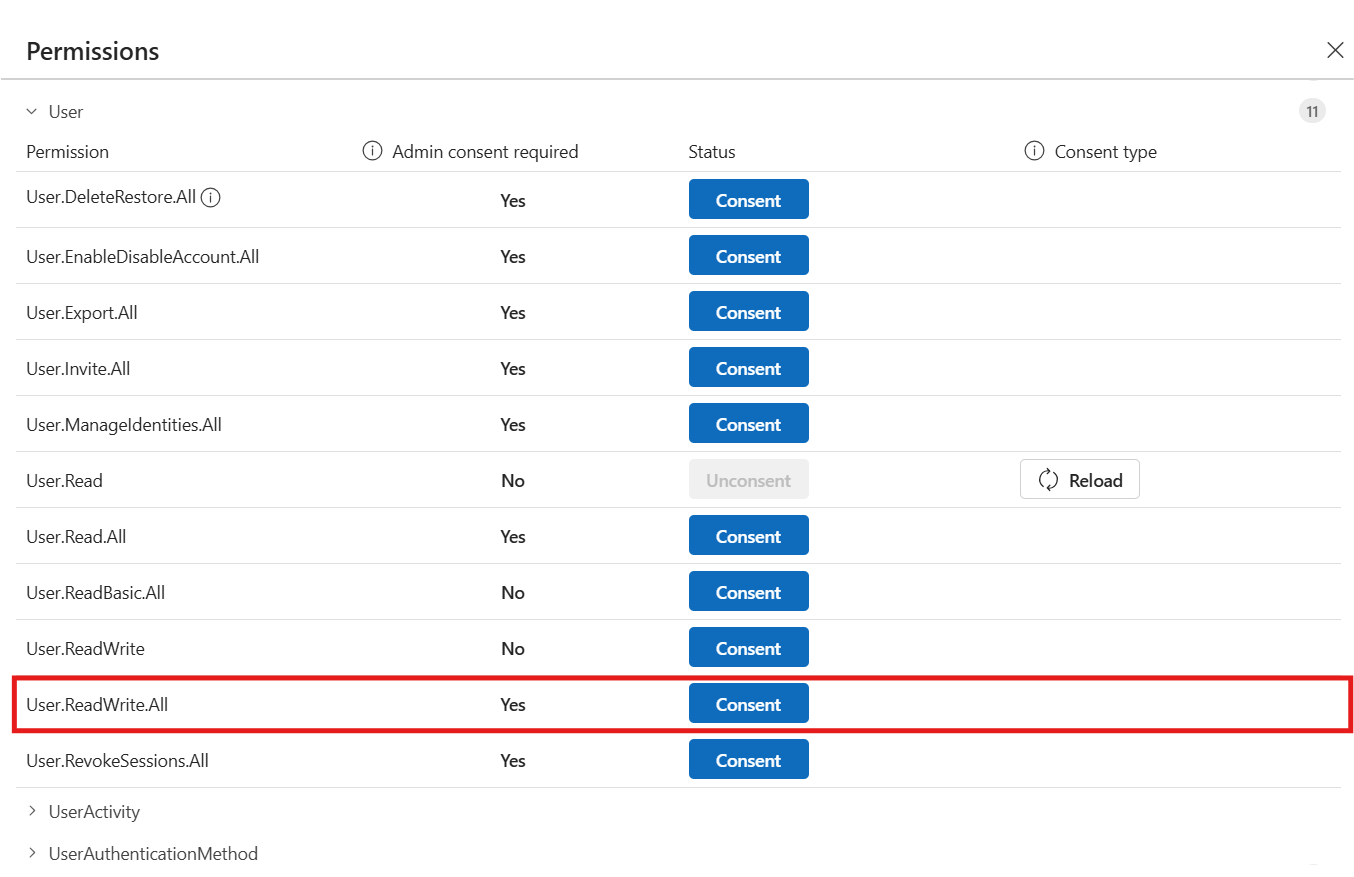 Permissions
User 11
Permission Admin consent required Status Consent type
User.DeleteRestore.All Yes Consent
User.EnableDisableAccount.All Yes Consent
User.Export.All Yes Consent
User.Invite.All Yes Consent
User.ManageIdentities.All Yes Consent
User.Read No Unconsent Reload
User.Read.All Yes Consent
User.ReadBasic.All No Consent
User.ReadWrite No Consent
User.ReadWrite.All Yes Consent
User.RevokeSessions.All Yes Consent
UserActivity
UserAuthenticationMethod